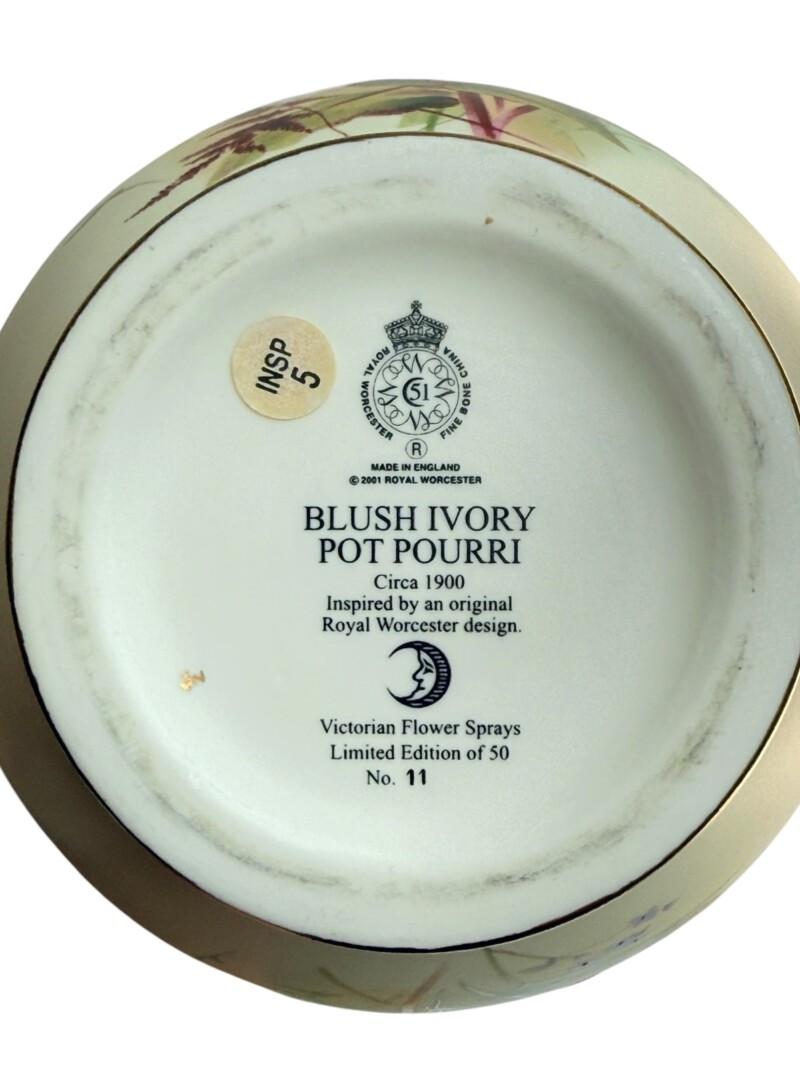 INSP
5
ROYAL WORCESTER
FINE BONE CHINA
51
R
MADE IN ENGLAND
© 2001 ROYAL WORCESTER
BLUSH IVORY
POT POURRI
Circa 1900
Inspired by an original
Royal Worcester design.
Victorian Flower Sprays
Limited Edition of 50
No. 11